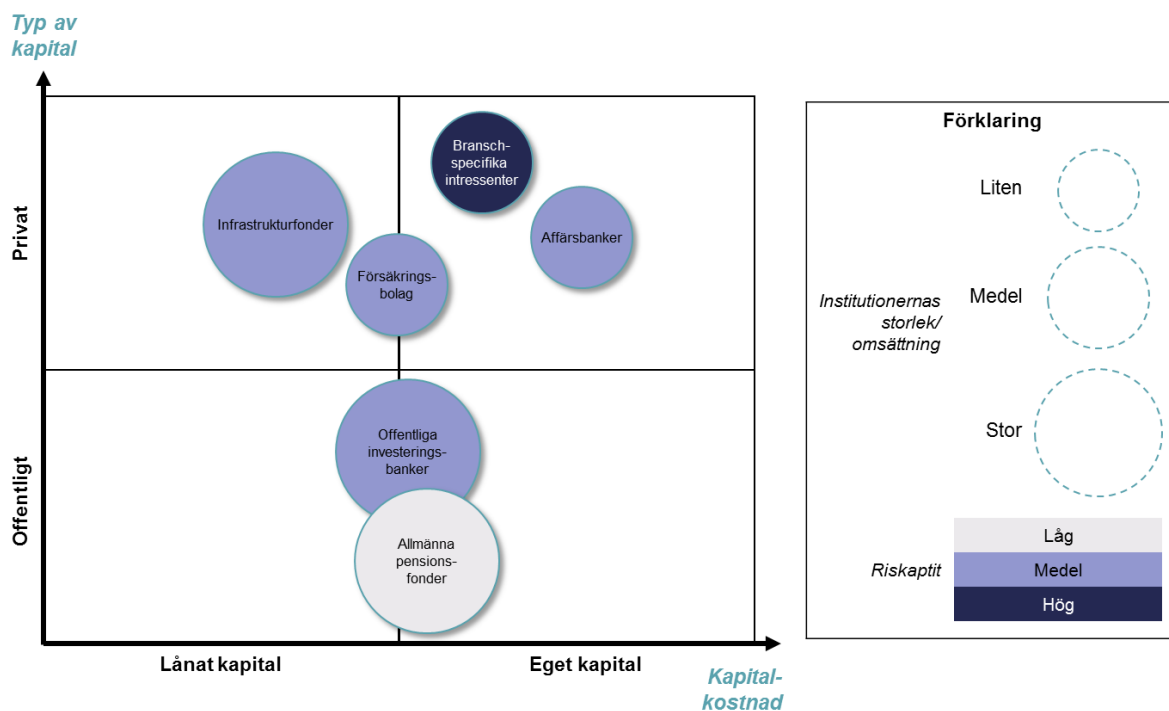 Typ av
kapital
Privat
Offentligt
Bransch-
specifika
intressenter
Infrastrukturfonder
Affärsbanker
Försäkrings-
bolag
Offentliga
investerings-
banker
Allmänna
pensions-
fonder
Lånat kapital
Eget kapital
Kapital-
kostnad
Förklaring
Liten
Medel
Institutionernas
storlek/
omsättning
Stor
Riskaptit
Låg
Medel
Hög